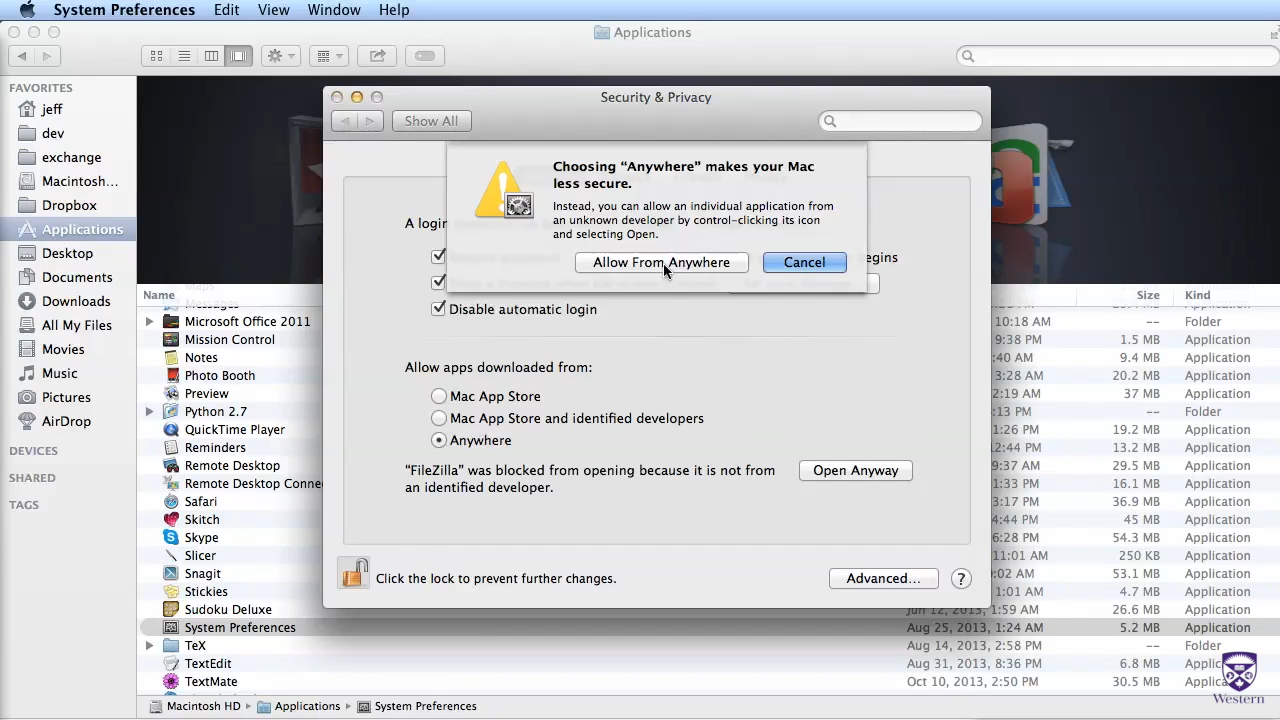 System Preferences Edit View Window Help
Applications
FAVORITES
jeff
dev
exchange
Macintosh...
Dropbox
Applications
Desktop
Documents
Downloads
All My Files
Movies
Music
Pictures
AirDrop
DEVICES
SHARED
TAGS
Security & Privacy
Show All
Choosing “Anywhere” makes your Mac
less secure.
Instead, you can allow an individual application from
an unknown developer by control-clicking its icon
and selecting Open.
Allow From Anywhere
Cancel
A login
egins
Disable automatic login
Allow apps downloaded from:
Mac App Store
Mac App Store and identified developers
Anywhere
“FileZilla” was blocked from opening because it is not from
an identified developer.
Open Anyway
Click the lock to prevent further changes.
Advanced...
?
Name Size Kind
Messages
Microsoft Office 2011 10:18 AM -- Folder
Mission Control 9:38 PM 1.5 MB Application
Notes :40 AM 9.4 MB Application
Photo Booth 3:28 AM 20.2 MB Application
Preview 2:19 AM 37 MB Application
Python 2.7 :13 PM -- Folder
QuickTime Player 1:26 PM 19.2 MB Application
Reminders 2:44 PM 13.2 MB Application
Remote Desktop 9:37 AM 29.5 MB Application
Remote Desktop Conne 1:33 PM 16.1 MB Application
Safari 3:17 PM 36.9 MB Application
Skitch 4:44 PM 45 MB Application
Skype 6:28 PM 54.3 MB Application
Slicer 11:01 AM 250 KB Application
Snagit :02 AM 53.1 MB Application
Stickies 1:01 AM 4.7 MB Application
Sudoku Deluxe Jun 12, 2013, 1:59 AM 26.6 MB Application
System Preferences Aug 25, 2013, 1:24 AM 5.2 MB Application
TeX Aug 14, 2013, 2:58 PM -- Folder
TextEdit Aug 31, 2013, 8:36 PM 6.8 MB Applic
TextMate Oct 10, 2013, 2:50 PM 30.5 MB Applica
Macintosh HD Applications System Preferences
Western